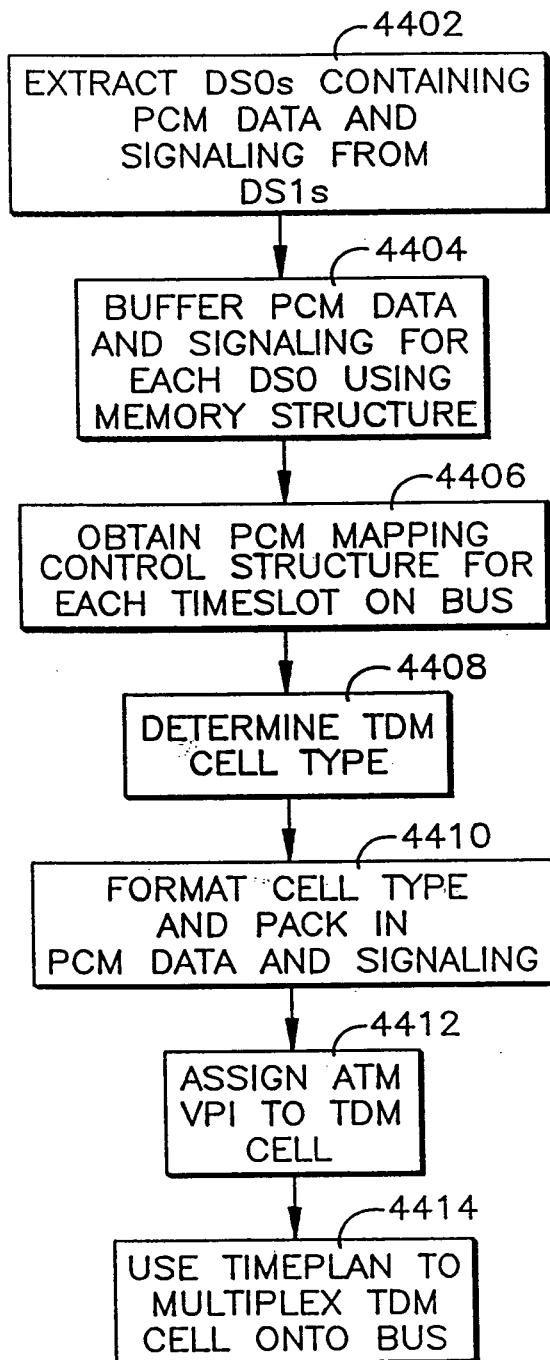 4402
EXTRACT DS0s CONTAINING
PCM DATA AND
SIGNALING FROM
DS1s
4404
BUFFER PCM DATA
AND SIGNALING FOR
EACH DS0 USING
MEMORY STRUCTURE
4406
OBTAIN PCM MAPPING
CONTROL STRUCTURE FOR
EACH TIMESLOT ON BUS
4408
DETERMINE TDM
CELL TYPE
4410
FORMAT CELL TYPE
AND PACK IN
PCM DATA AND SIGNALING
4412
ASSIGN ATM
VPI TO TDM
CELL
4414
USE TIMEPLAN TO
MULTIPLEX TDM
CELL ONTO BUS